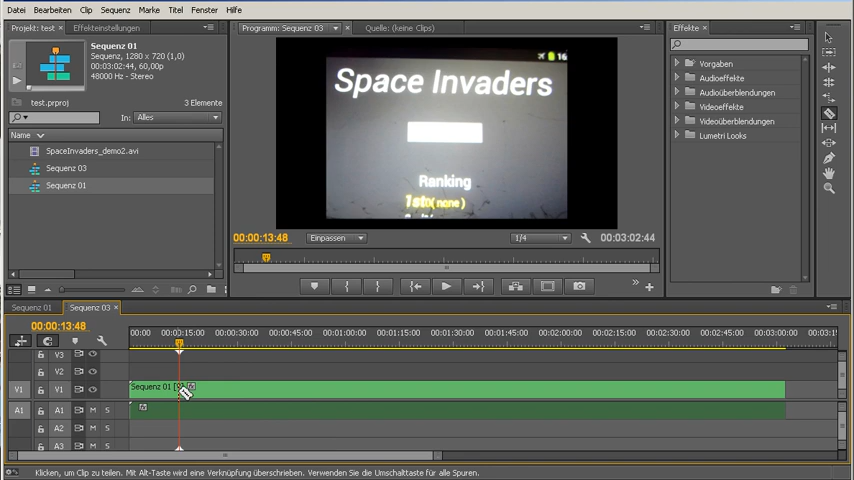 Datei Bearbeiten Clip Sequenz Marke Titel Fenster Hilfe
Projekt: test × Effekteinstellungen
Sequenz 01
Sequenz, 1280 x 720 (1,0)
00:03:02:44, 60,00p
48000 Hz - Stereo
test.prproj
3 Elemente
In: Alles
Name
SpaceInvaders_demo2.avi
Sequenz 03
Sequenz 01
Programm: Sequenz 03 × Quelle: (keine Clips)
16
Space Invaders
Ranking
1st 0(none)
00:00:13:48 Einpassen 1/4 00:03:02:44
Effekte ×
Vorgaben
Audioeffekte
Audioüberblendungen
Videoeffekte
Videoüberblendungen
Lumetri Looks
Sequenz 01 Sequenz 03 ×
00:00:13:48
00:00 00:00:15:00 00:00:30:00 00:00:45:00 00:01:00:00 00:01:15:00 00:01:30:00 00:01:45:00 00:02:00:00 00:02:15:00 00:02:30:00 00:02:45:00 00:03:00:00 00:03:1
V3
V2
V1 V1 Sequenz 01 [V]
A1 A1 M S
A2 M S
A3 M S
Klicken, um Clip zu teilen. Mit Alt-Taste wird eine Verknüpfung überschrieben. Verwenden Sie die Umschalttaste für alle Spuren.